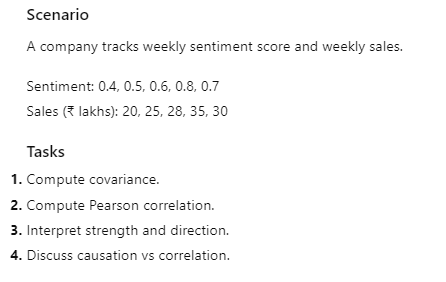 Scenario
A company tracks weekly sentiment score and weekly sales.
Sentiment: 0.4, 0.5, 0.6, 0.8, 0.7
Sales (₹ lakhs): 20, 25, 28, 35, 30
Tasks
1. Compute covariance.
2. Compute Pearson correlation.
3. Interpret strength and direction.
4. Discuss causation vs correlation.